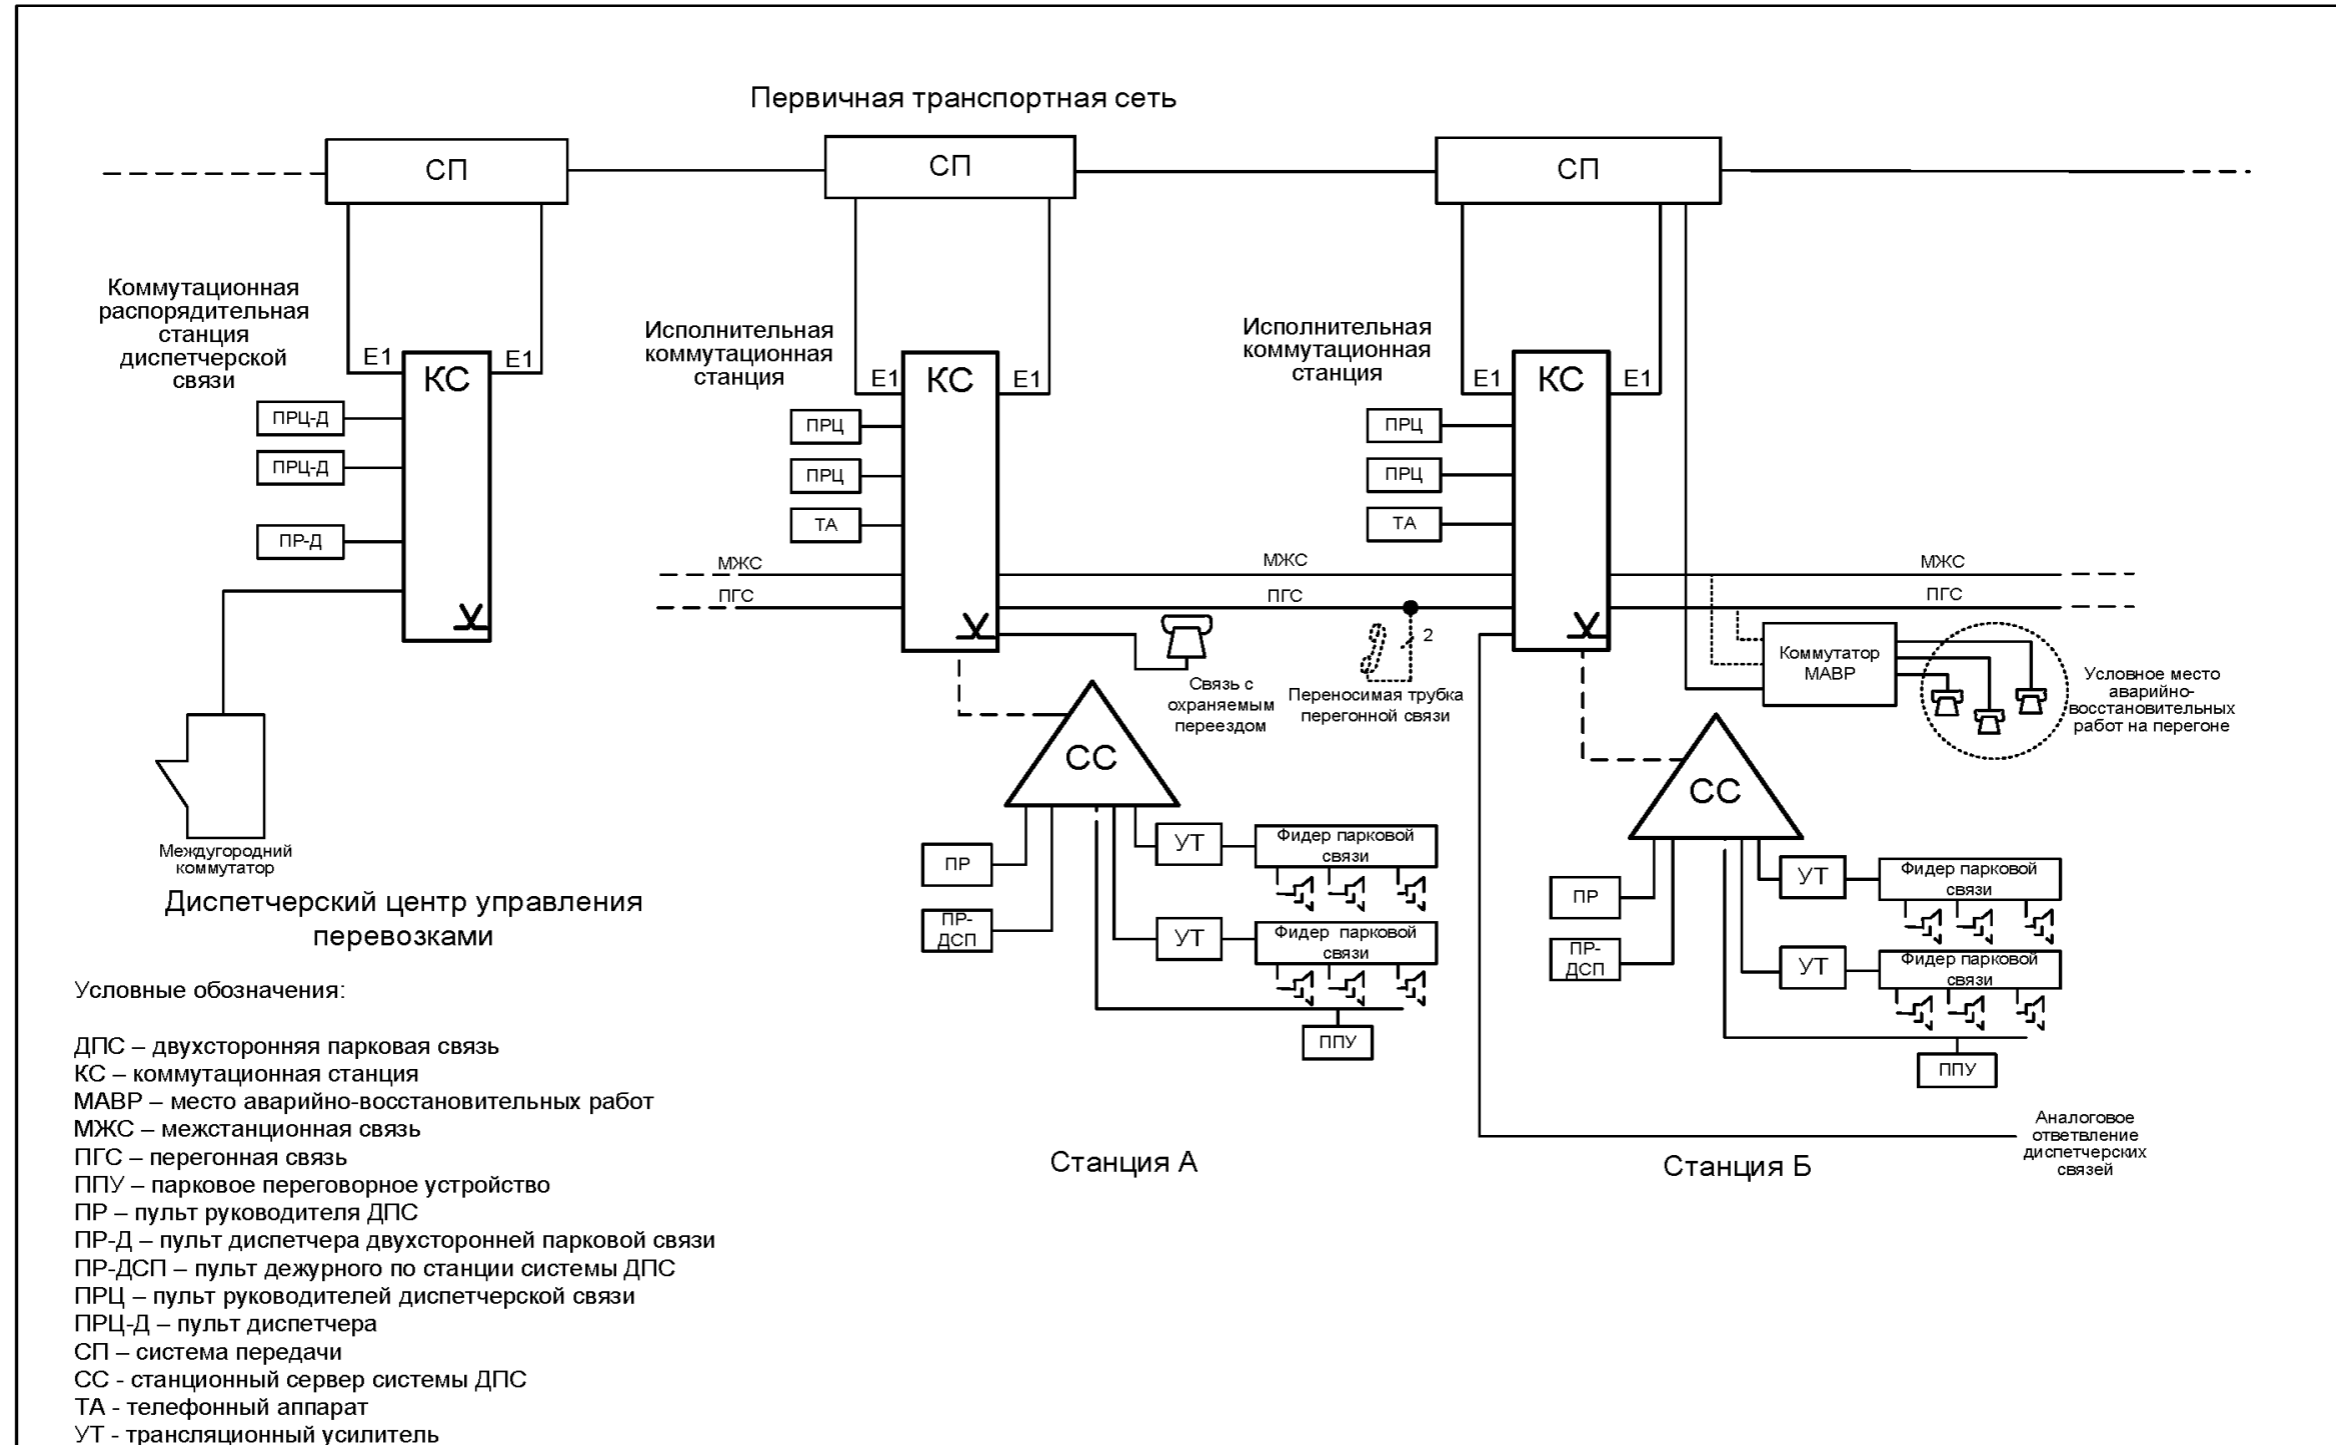 Первичная транспортная сеть
СП
СП
СП
Коммутационная
распорядительная
станция
диспетчерской
связи
Е1
КС
Е1
ПРЦ-Д
ПРЦ-Д
ПР-Д
Междугородний
коммутатор
Диспетчерский центр управления
перевозками
Исполнительная
коммутационная
станция
Е1
КС
Е1
ПРЦ
ПРЦ
ТА
МЖС
ПГС
МЖС
ПГС
Связь с
охраняемым
переездом
2
Переносимая трубка
перегонной связи
СС
ПР
ПР-
ДСП
УТ
Фидер парковой
связи
УТ
Фидер парковой
связи
ППУ
Станция А
Исполнительная
коммутационная
станция
Е1
КС
Е1
ПРЦ
ПРЦ
ТА
МЖС
ПГС
Коммутатор
МАВР
Условное место
аварийно-
восстановительных
работ на перегоне
СС
ПР
ПР-
ДСП
УТ
Фидер парковой
связи
УТ
Фидер парковой
связи
ППУ
Аналоговое
ответвление
диспетчерских
связей
Станция Б
Условные обозначения:
ДПС – двухсторонняя парковая связь
КС – коммутационная станция
МАВР – место аварийно-восстановительных работ
МЖС – межстанционная связь
ПГС – перегонная связь
ППУ – парковое переговорное устройство
ПР – пульт руководителя ДПС
ПР-Д – пульт диспетчера двухсторонней парковой связи
ПР-ДСП – пульт дежурного по станции системы ДПС
ПРЦ – пульт руководителей диспетчерской связи
ПРЦ-Д – пульт диспетчера
СП – система передачи
СС - станционный сервер системы ДПС
ТА - телефонный аппарат
УТ - трансляционный усилитель